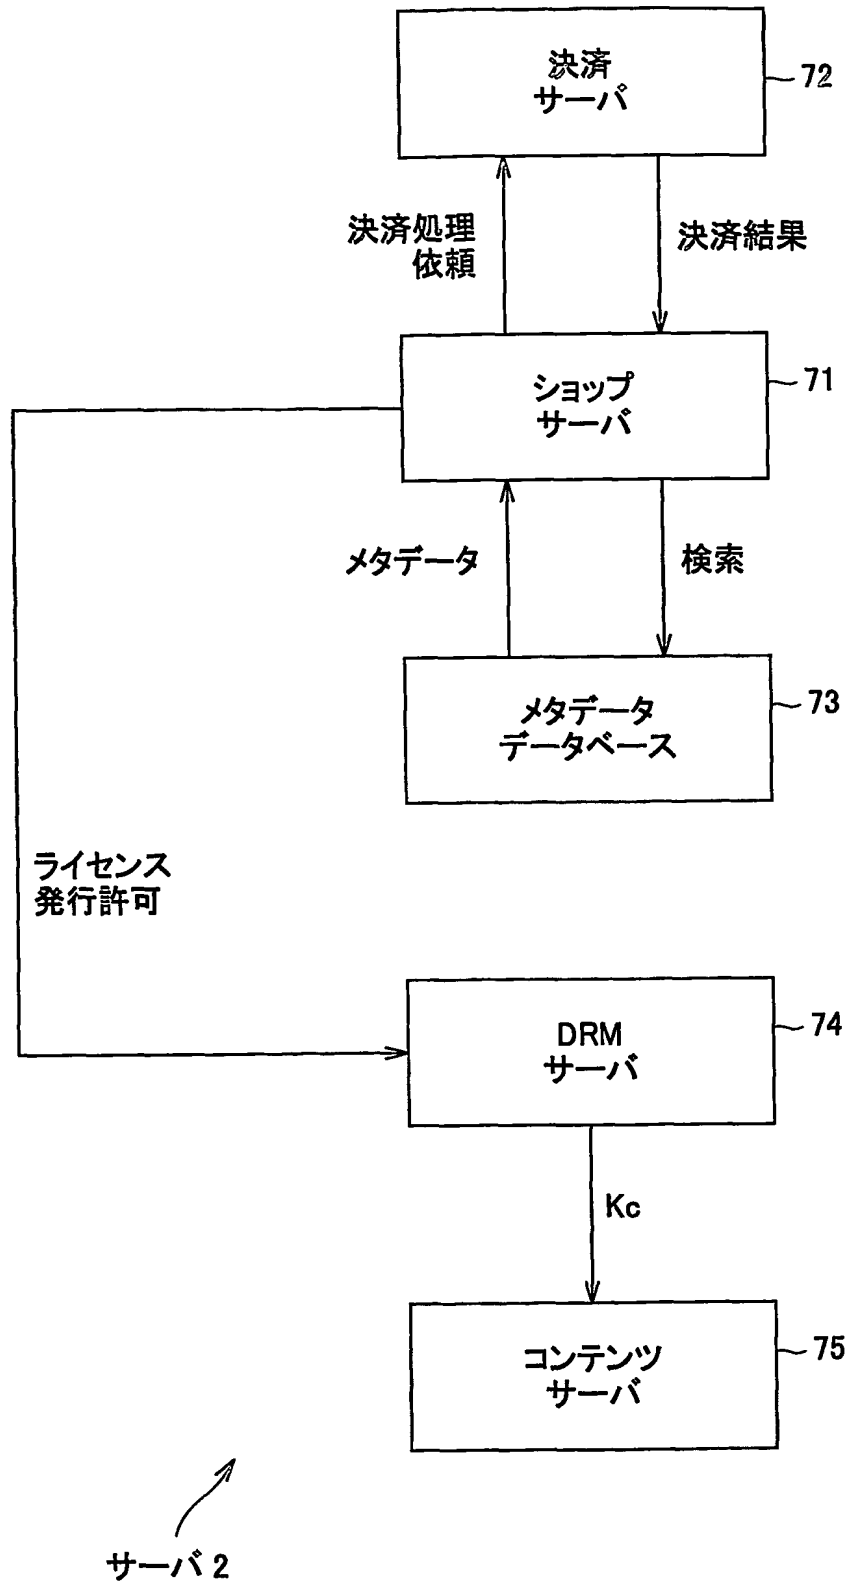 決済
サーバ
72
決済処理
依頼
決済結果
ショップ
サーバ
71
メタデータ
検索
メタデータ
データベース
73
ライセンス
発行許可
DRM
サーバ
74
Kc
コンテンツ
サーバ
75
サーバ 2